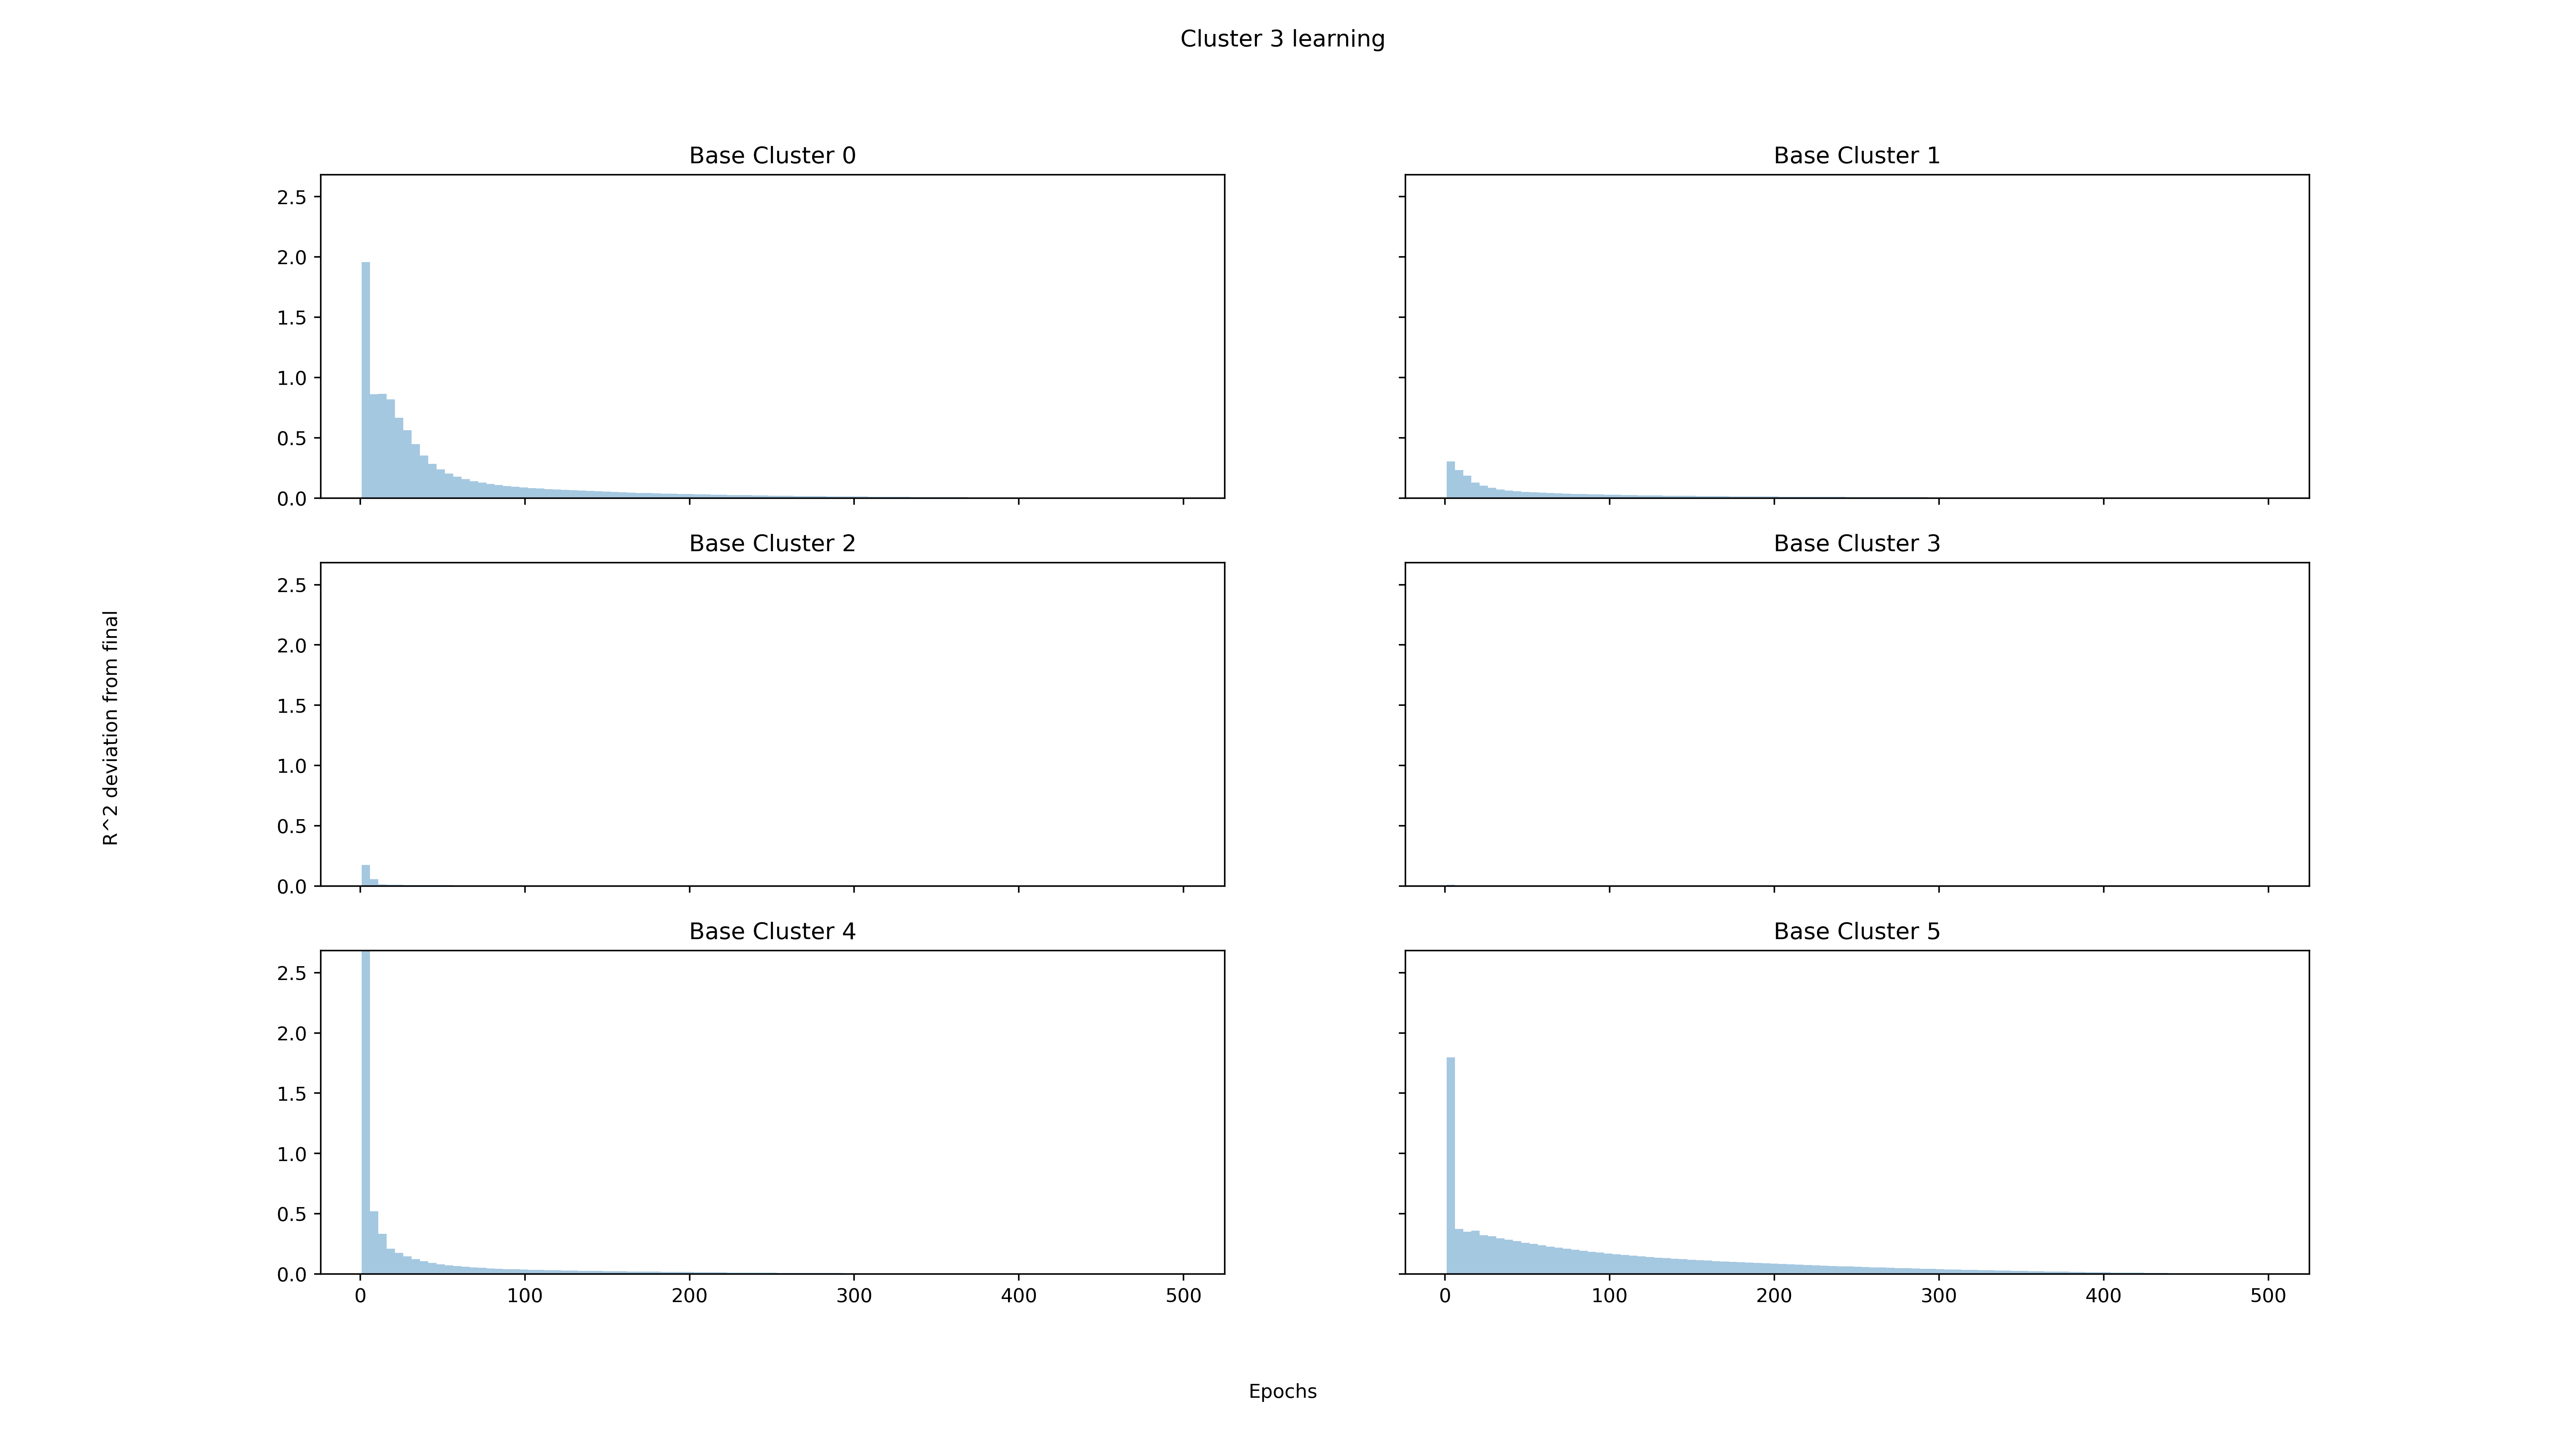 Cluster 3 learning
Base Cluster 0
2.5
2.0
1.5
1.0
0.5
0.0
Base Cluster 1
Base Cluster 2
2.5
2.0
1.5
1.0
0.5
0.0
Base Cluster 3
R^2 deviation from final
Base Cluster 4
2.5
2.0
1.5
1.0
0.5
0.0
0 100 200 300 400 500
Base Cluster 5
0 100 200 300 400 500
Epochs